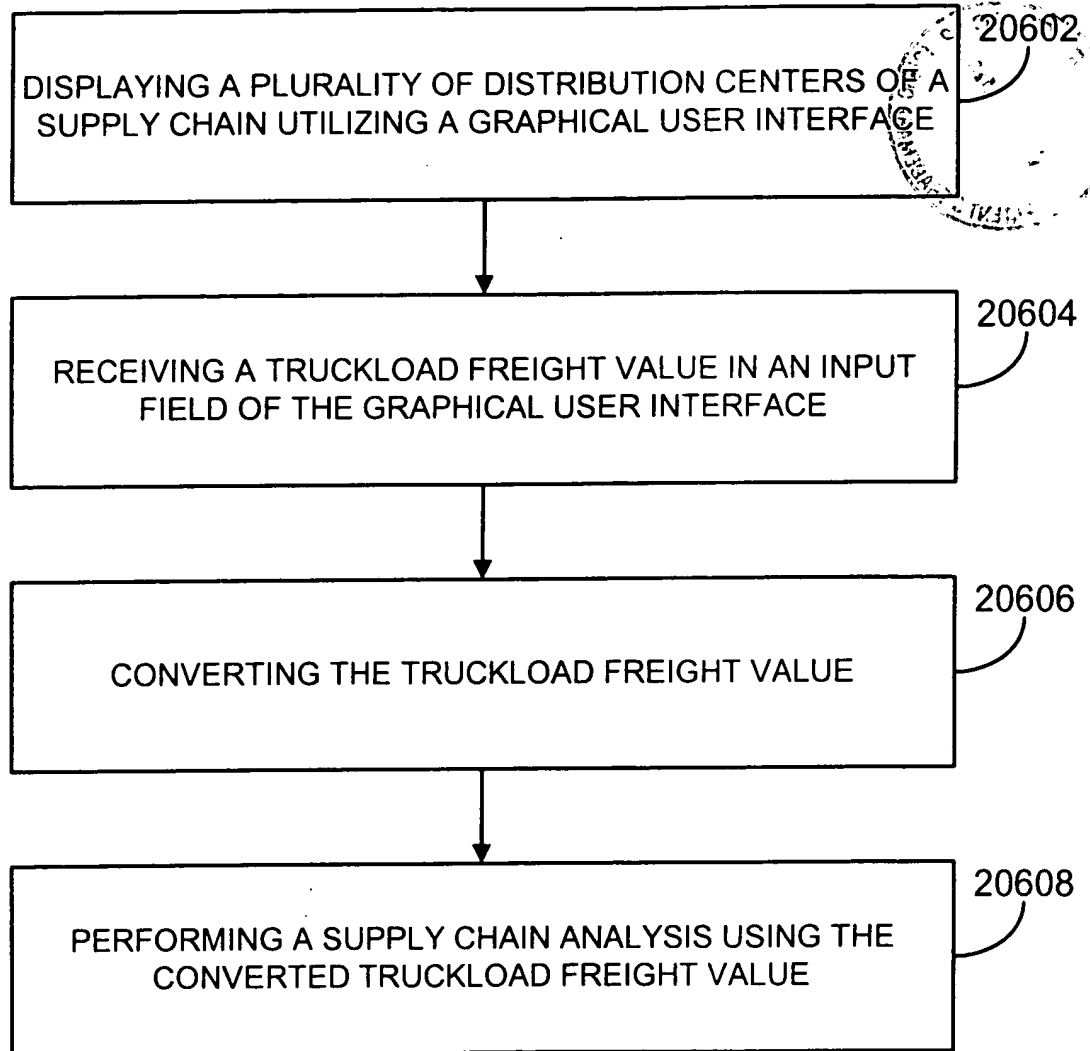 20602
DISPLAYING A PLURALITY OF DISTRIBUTION CENTERS OF A
SUPPLY CHAIN UTILIZING A GRAPHICAL USER INTERFACE
20604
RECEIVING A TRUCKLOAD FREIGHT VALUE IN AN INPUT
FIELD OF THE GRAPHICAL USER INTERFACE
20606
CONVERTING THE TRUCKLOAD FREIGHT VALUE
20608
PERFORMING A SUPPLY CHAIN ANALYSIS USING THE
CONVERTED TRUCKLOAD FREIGHT VALUE